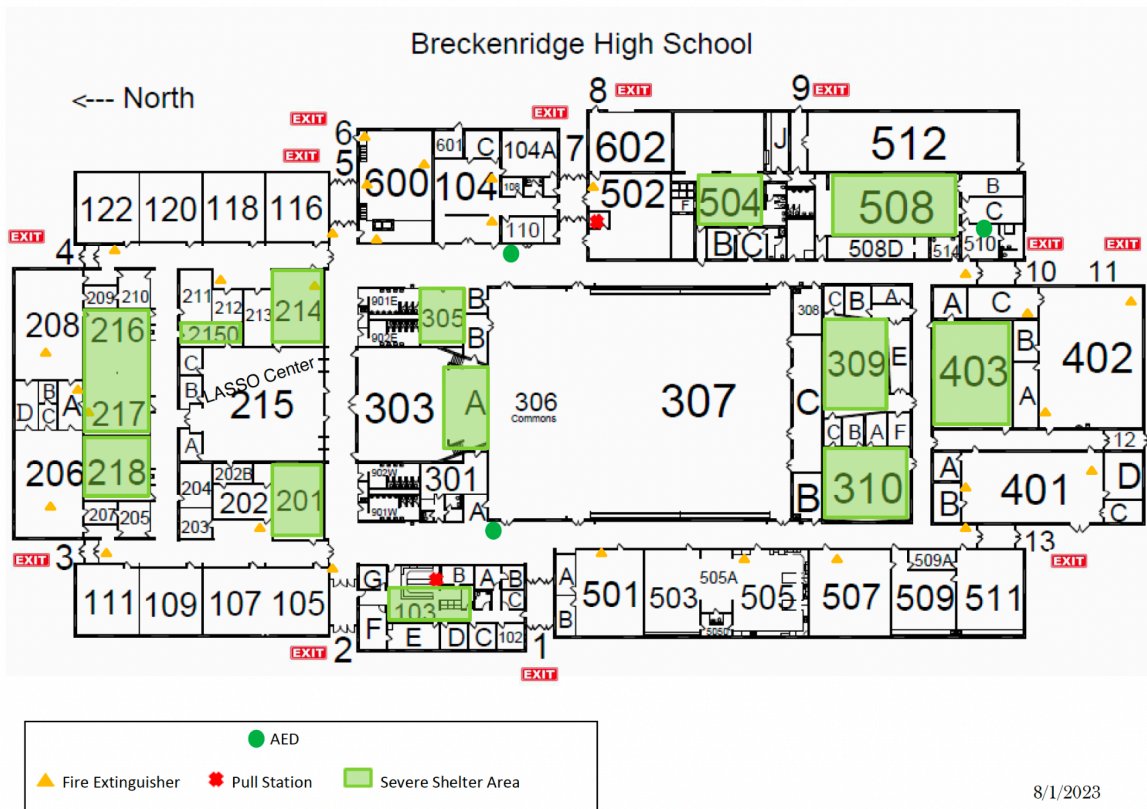 Breckenridge High School
<--- North
8 EXIT
9 EXIT
EXIT
6
EXIT
7
601
C
104A
602
J
512
EXIT
5
600
104
108
502
F
504
508
B
C
122
120
118
116
110
B
C
508D
514
510
EXIT
4
EXIT
10
EXIT
11
209
210
211
212
213
214
901E
305
B
308
C
B
A
A
C
208
216
2150
902E
B
309
E
403
B
402
C
LASSO Center
D
B
C
A
217
B
215
303
A
306
Commons
307
C
A
C
B
A
F
12
206
218
A
202B
902W
301
B
310
A
401
D
204
202
201
B
C
207
205
203
901W
A
EXIT
3
13
EXIT
G
B
A
B
A
501
505A
509A
111
109
107
105
103
C
503
505
507
509
511
F
E
D
C
102
B
505D
EXIT
2
1
EXIT
AED
Fire Extinguisher
Pull Station
Severe Shelter Area
8/1/2023